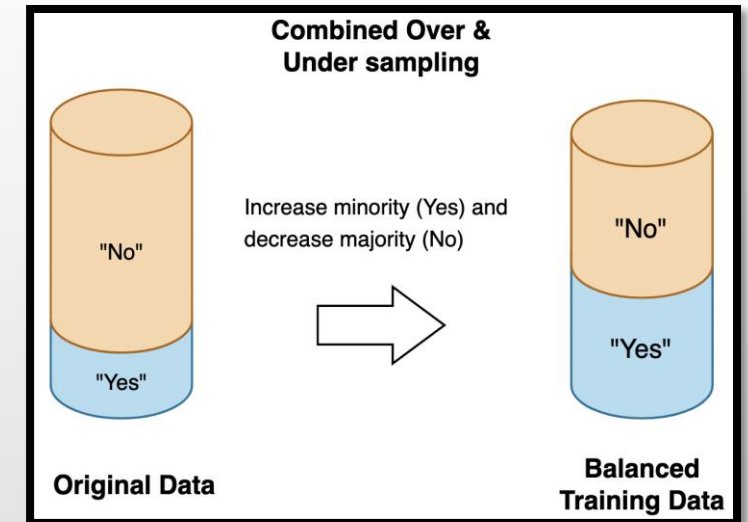 Combined Over &
Under sampling
"No"
"Yes"
Increase minority (Yes) and
decrease majority (No)
"No"
"Yes"
Original Data
Balanced
Training Data